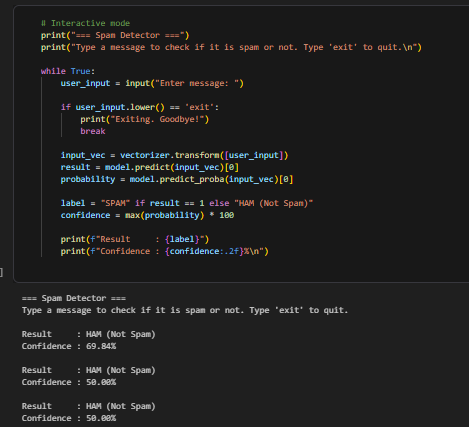 # Interactive mode
print("=== Spam Detector ===")
print("Type a message to check if it is spam or not. Type 'exit' to quit.\n")
while True:
user_input = input("Enter message: ")
if user_input.lower() == 'exit':
print("Exiting. Goodbye!")
break
input_vec = vectorizer.transform([user_input])
result = model.predict(input_vec)[0]
probability = model.predict_proba(input_vec)[0]
label = "SPAM" if result == 1 else "HAM (Not Spam)"
confidence = max(probability) * 100
print(f"Result     : {label}")
print(f"Confidence : {confidence:.2f}%\n")
]
=== Spam Detector ===
Type a message to check if it is spam or not. Type 'exit' to quit.
Result     : HAM (Not Spam)
Confidence : 69.84%
Result     : HAM (Not Spam)
Confidence : 50.00%
Result     : HAM (Not Spam)
Confidence : 50.00%